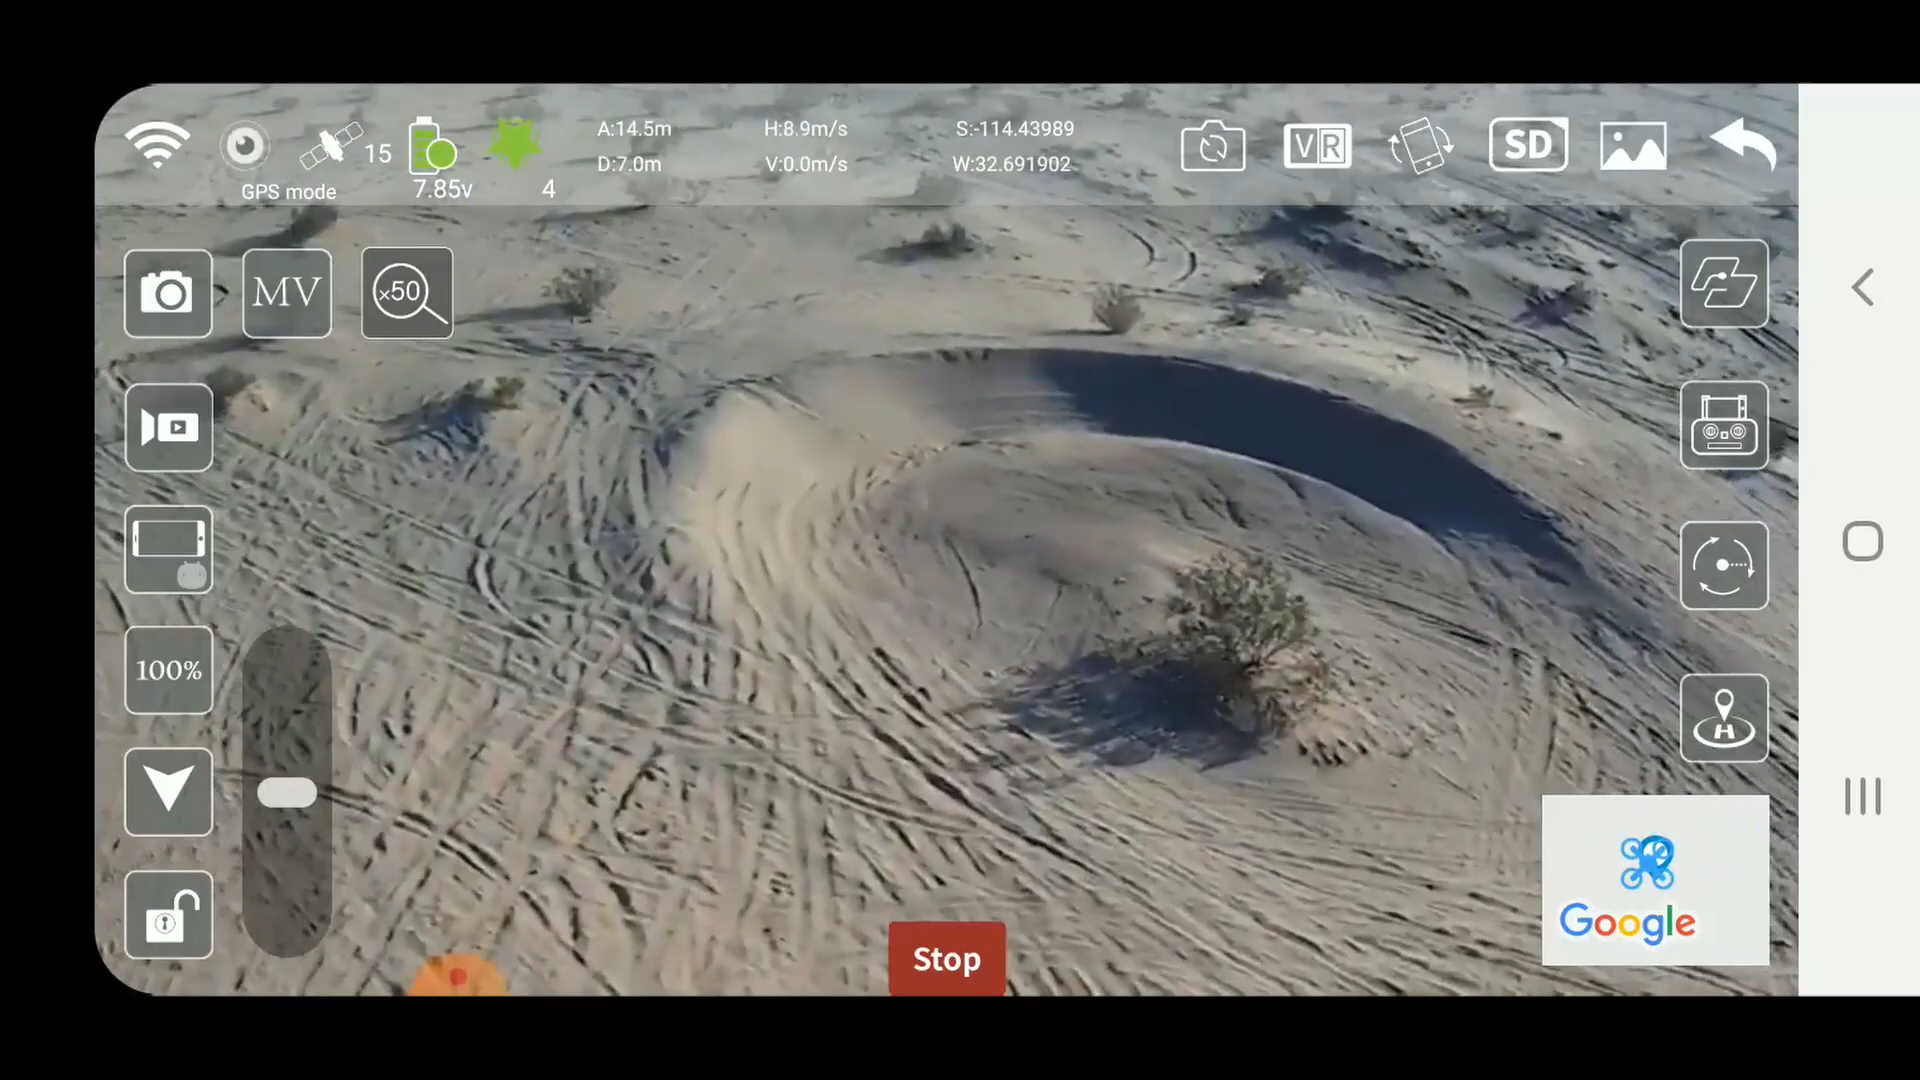 15
GPS mode
7.85v
4
A:14.5m
D:7.0m
H:8.9m/s
V:0.0m/s
S:-114.43989
W:32.691902
VR
SD
MV
×50
100%
H
Stop
Google